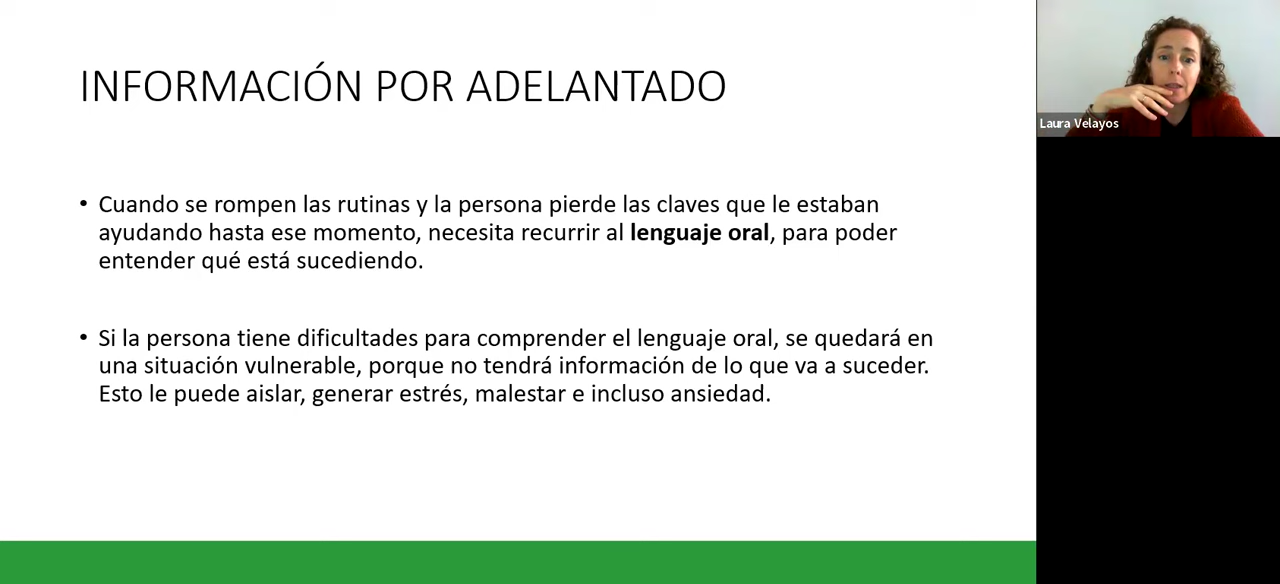 INFORMACIÓN POR ADELANTADO
• Cuando se rompen las rutinas y la persona pierde las claves que le estaban
ayudando hasta ese momento, necesita recurrir al lenguaje oral, para poder
entender qué está sucediendo.
• Si la persona tiene dificultades para comprender el lenguaje oral, se quedará en
una situación vulnerable, porque no tendrá información de lo que va a suceder.
Esto le puede aislar, generar estrés, malestar e incluso ansiedad.
Laura Velayos